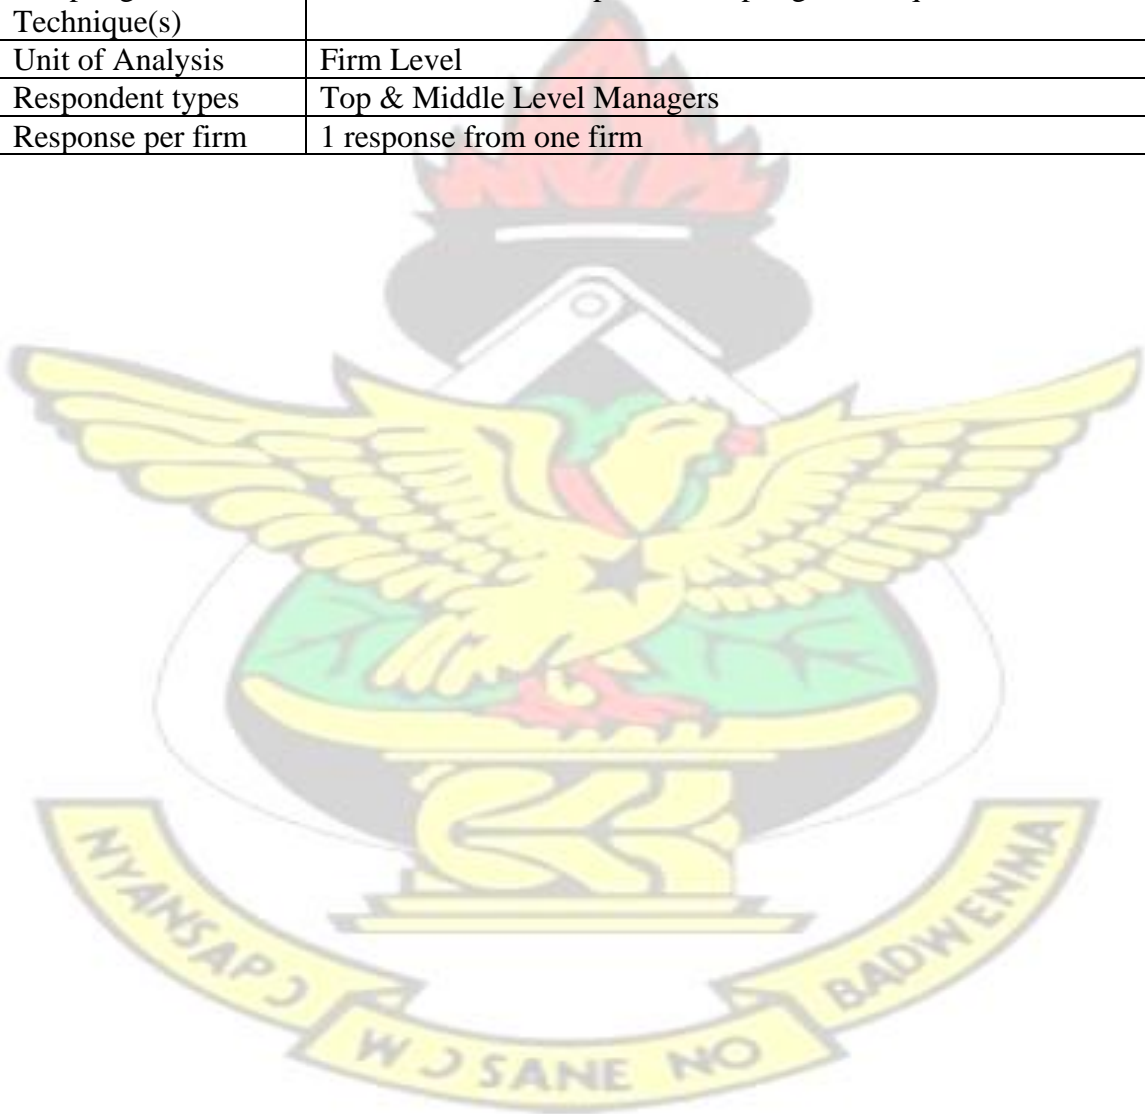 Technique(s)
Unit of Analysis Firm Level
Respondent types Top & Middle Level Managers
Response per firm 1 response from one firm
NYANSAPƆ
WƆSANE NO
BADWENMA